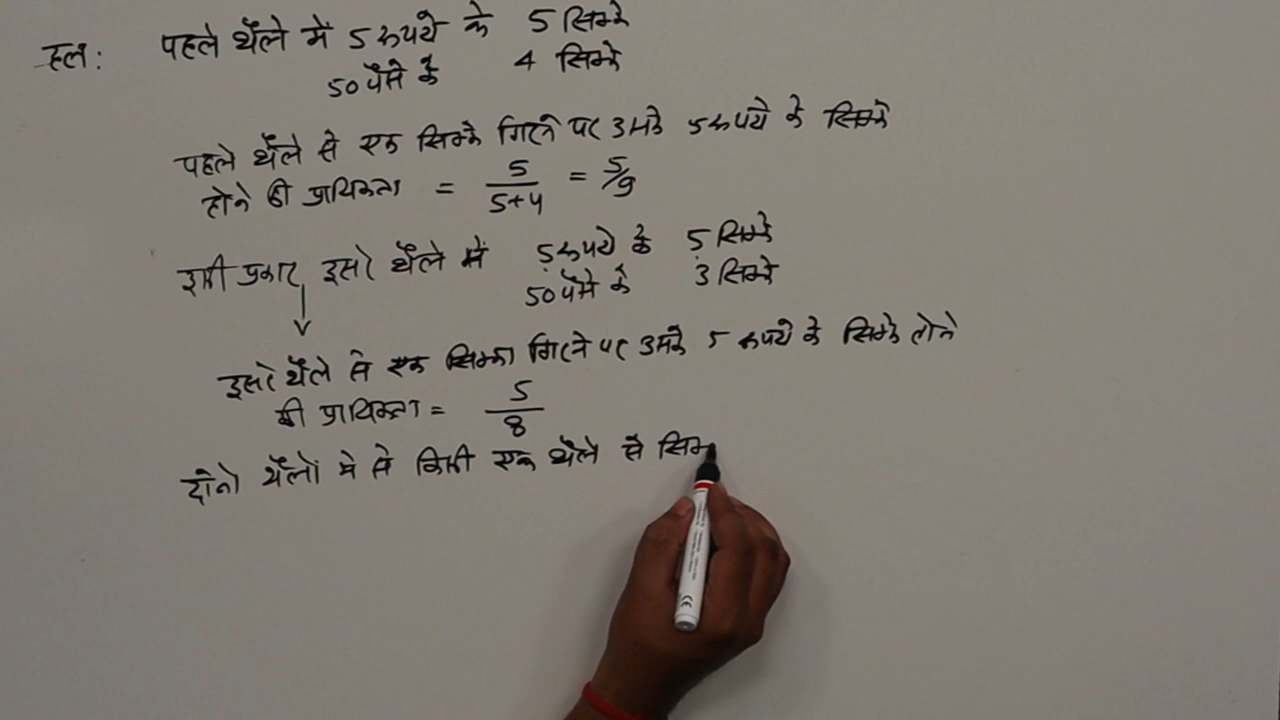 हल: पहले थैले में 5 रूपये के 5 सिक्के
50 पैसे के 4 सिक्के
पहले थैले से एक सिक्के गिरने पर उसके 5 रूपये के सिक्के
होने की प्रायिकता = 5/5+4 = 5/9
इसी प्रकार, दूसरे थैले में 5 रूपये के 5 सिक्के
50 पैसे के 3 सिक्के
दूसरे थैले से एक सिक्का गिरने पर उसके 5 रूपये के सिक्के होने
की प्रायिकता = 5/8
दोनो थैलों मे से किसी एक थैले से सिक